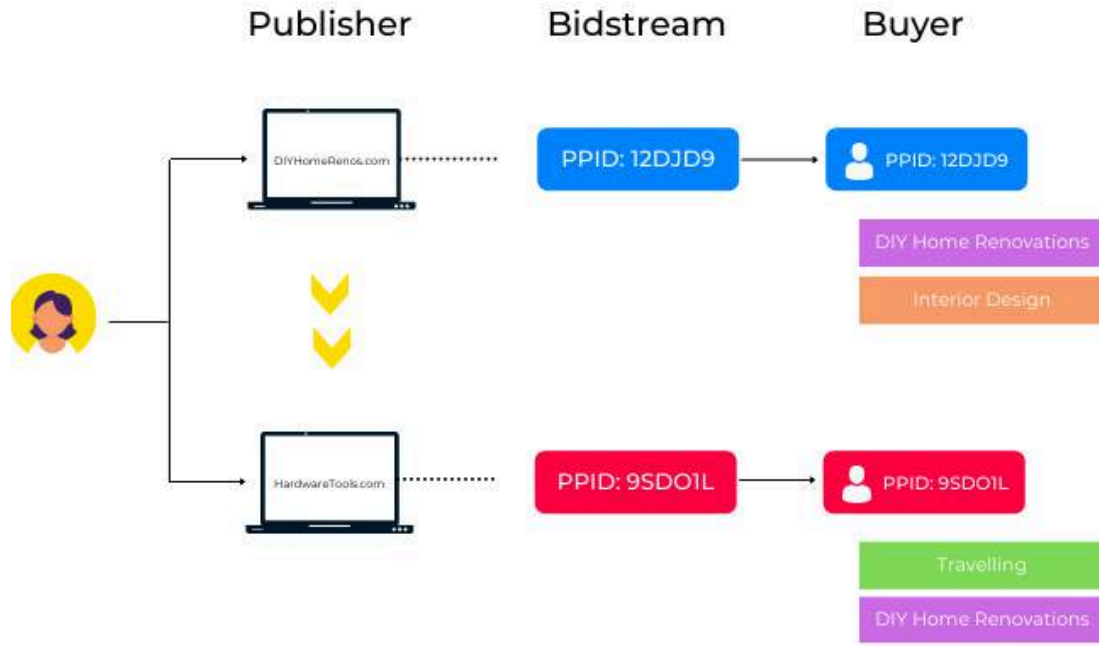 Publisher
Bidstream
Buyer
DIYHomeRenos.com
PPID: 12DJD9
PPID: 12DJD9
DIY Home Renovations
Interior Design
HardwareTools.com
PPID: 9SDO1L
PPID: 9SDO1L
Travelling
DIY Home Renovations